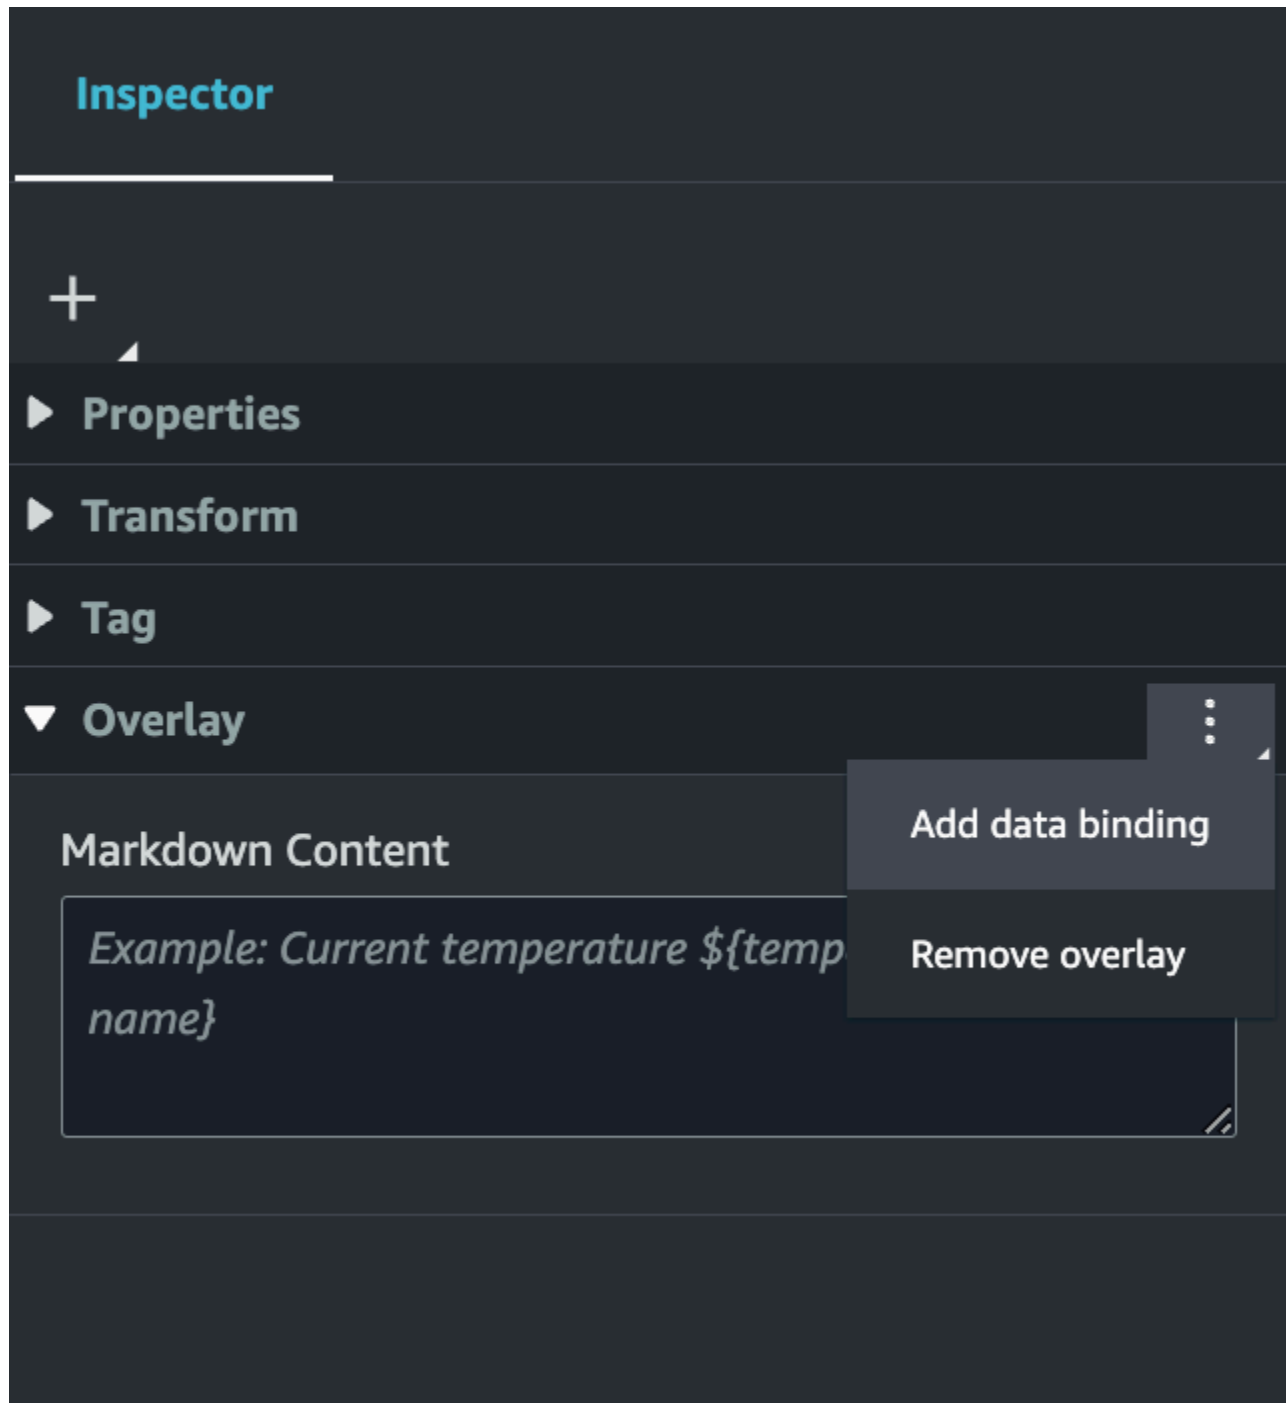 Inspector
Properties
Transform
Tag
Overlay
Add data binding
Remove overlay
Markdown Content
Example: Current temperature ${temp
name}